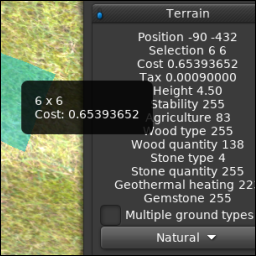 Terrain
Position -90 -432
Selection 6 6
Cost 0.65393652
Tax 0.00090000
Height 4.50
Stability 255
Agriculture 83
Wood type 255
Wood quantity 138
Stone type 4
Stone quantity 255
Geothermal heating 22
Gemstone 255
Multiple ground types
Natural
6 x 6
Cost: 0.65393652